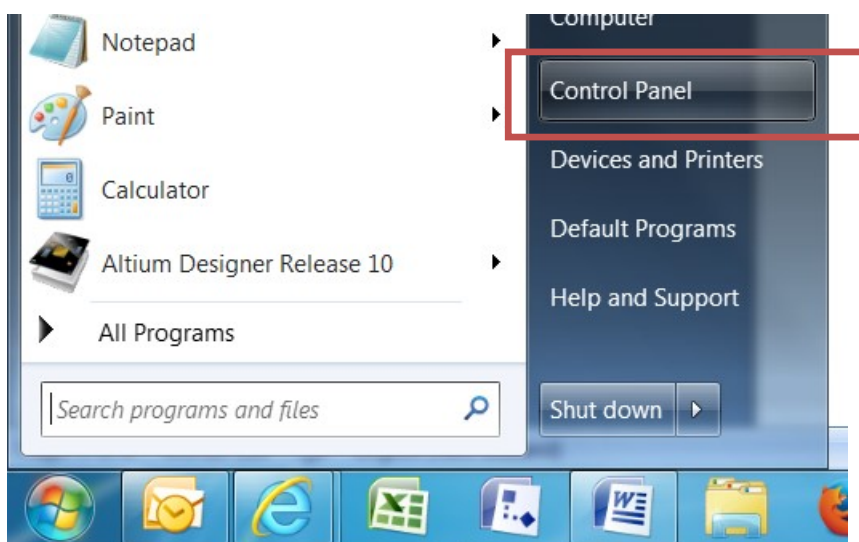 Notepad
Paint
Calculator
Altium Designer Release 10
All Programs
Search programs and files
Computer
Control Panel
Devices and Printers
Default Programs
Help and Support
Shut down